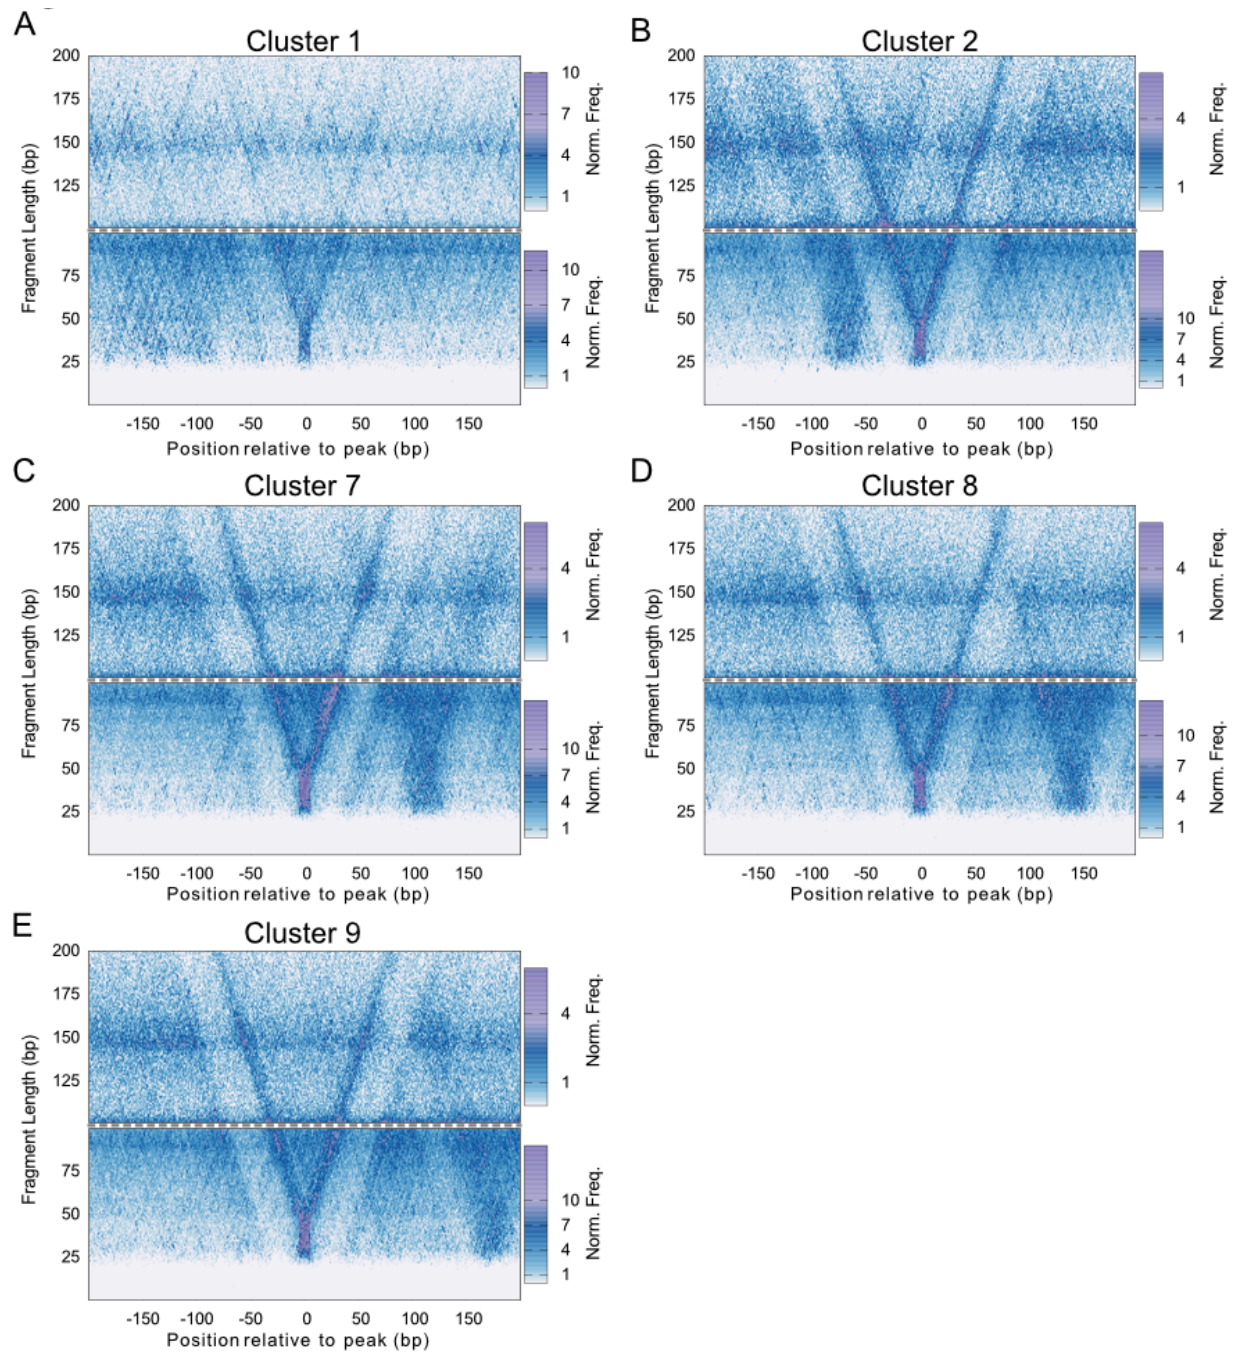 A
Cluster 1
200
175
150
125
75
50
25
Fragment Length (bp)
10
7
4
1
Norm. Freq.
10
7
4
1
Norm. Freq.
-150 -100 -50 0 50 100 150
Position relative to peak (bp)
B
Cluster 2
200
175
150
125
75
50
25
Fragment Length (bp)
4
1
Norm. Freq.
10
7
4
1
Norm. Freq.
-150 -100 -50 0 50 100 150
Position relative to peak (bp)
C
Cluster 7
200
175
150
125
75
50
25
Fragment Length (bp)
4
1
Norm. Freq.
10
7
4
1
Norm. Freq.
-150 -100 -50 0 50 100 150
Position relative to peak (bp)
D
Cluster 8
200
175
150
125
75
50
25
Fragment Length (bp)
4
1
Norm. Freq.
10
7
4
1
Norm. Freq.
-150 -100 -50 0 50 100 150
Position relative to peak (bp)
E
Cluster 9
200
175
150
125
75
50
25
Fragment Length (bp)
4
1
Norm. Freq.
10
7
4
1
Norm. Freq.
-150 -100 -50 0 50 100 150
Position relative to peak (bp)